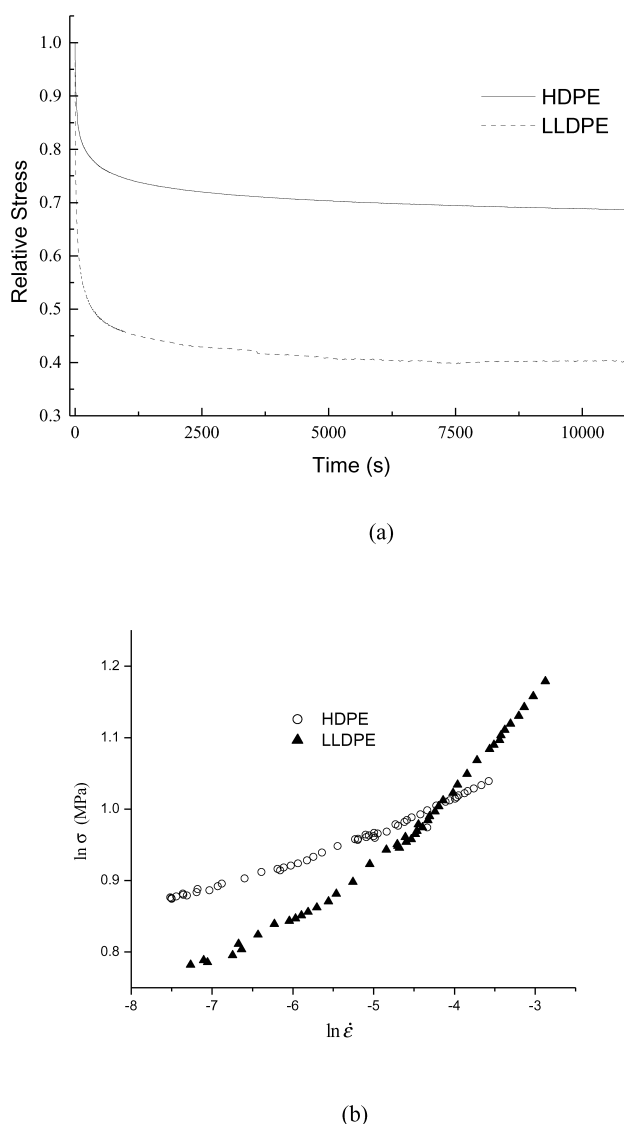 1.0
0.9
0.8
0.7
0.6
0.5
0.4
0.3
Relative Stress
HDPE
LLDPE
0 2500 5000 7500 10000
Time (s)
(a)
1.2
1.1
1.0
0.9
0.8
ln σ (MPa)
HDPE
LLDPE
-8 -7 -6 -5 -4 -3
ln ε̇
(b)